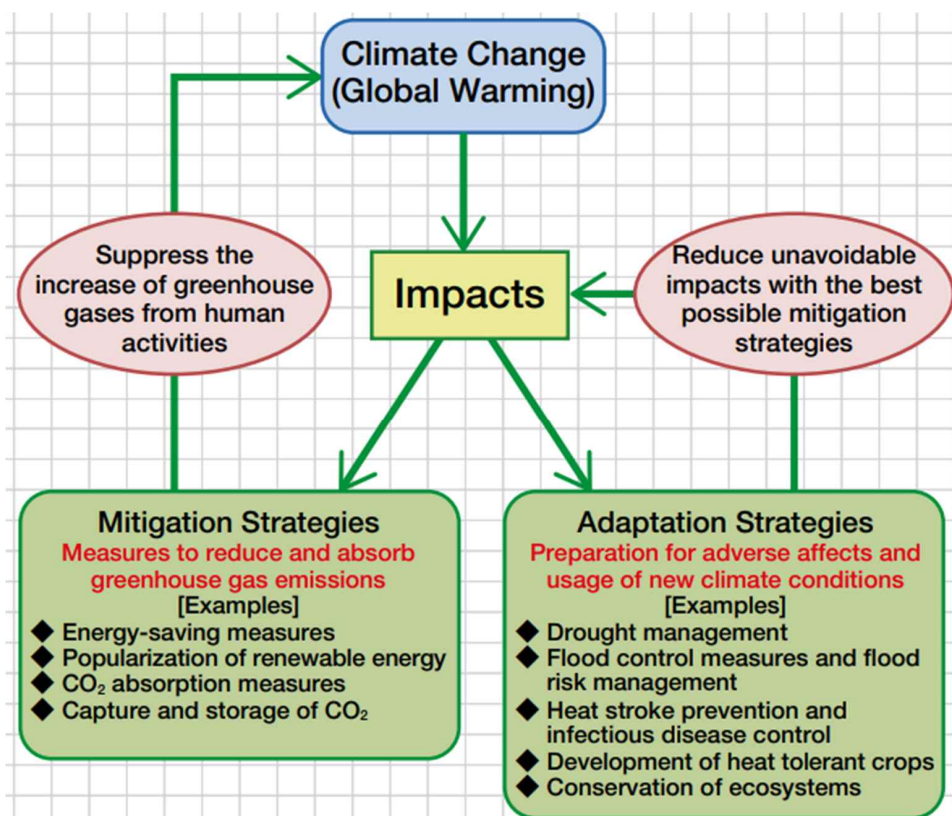 Climate Change
(Global Warming)
Suppress the
increase of greenhouse
gases from human
activities
Impacts
Reduce unavoidable
impacts with the best
possible mitigation
strategies
Mitigation Strategies
Measures to reduce and absorb
greenhouse gas emissions
[Examples]
◆ Energy-saving measures
◆ Popularization of renewable energy
◆ CO₂ absorption measures
◆ Capture and storage of CO₂
Adaptation Strategies
Preparation for adverse affects and
usage of new climate conditions
[Examples]
◆ Drought management
◆ Flood control measures and flood
risk management
◆ Heat stroke prevention and
infectious disease control
◆ Development of heat tolerant crops
◆ Conservation of ecosystems